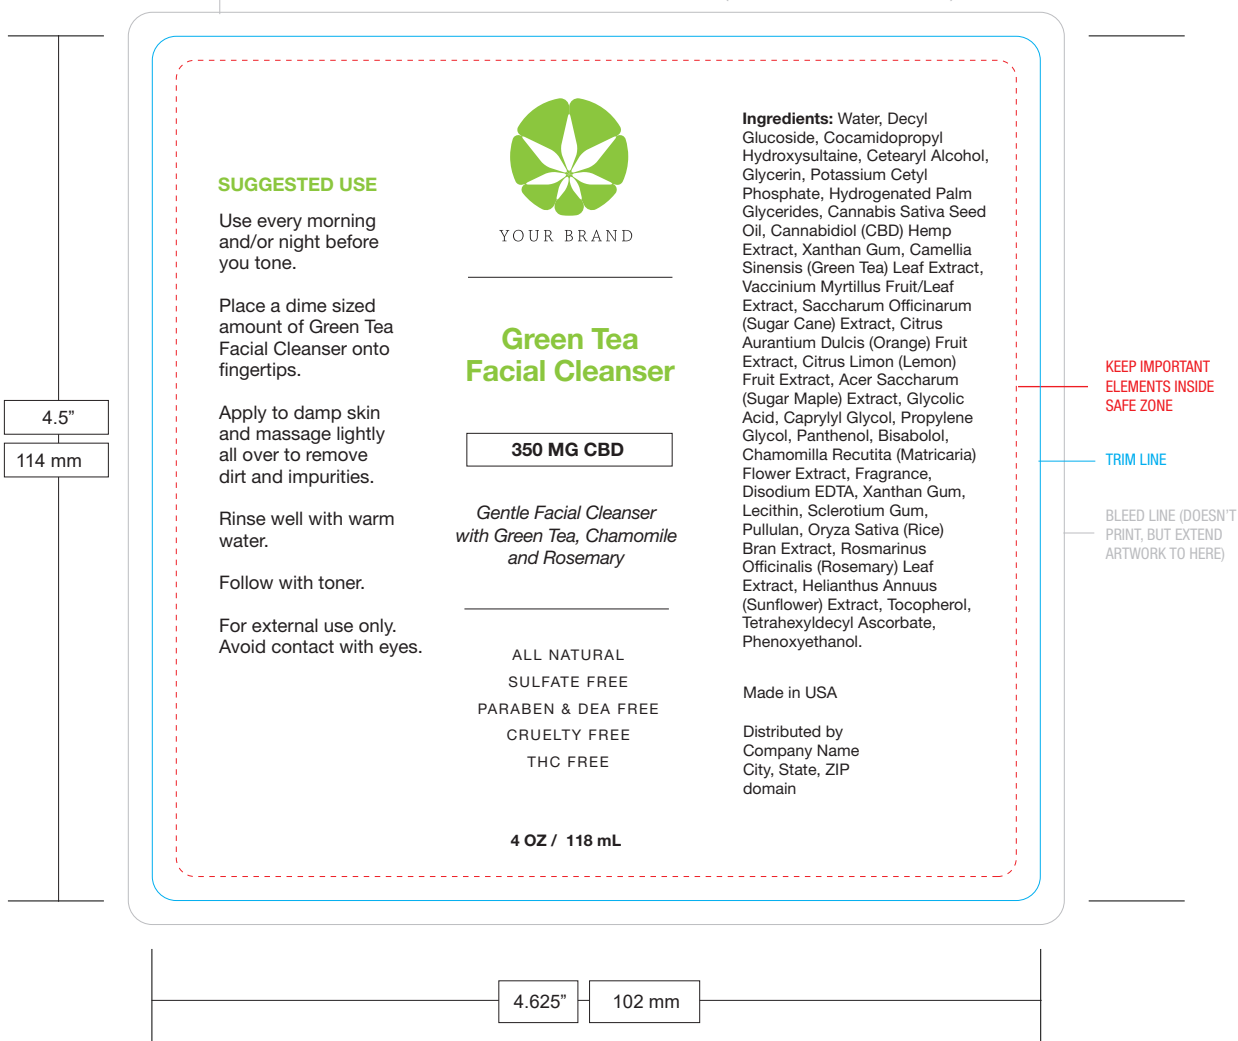 SUGGESTED USE
Use every morning
and/or night before
you tone.
Place a dime sized
amount of Green Tea
Facial Cleanser onto
fingertips.
Apply to damp skin
and massage lightly
all over to remove
dirt and impurities.
Rinse well with warm
water.
Follow with toner.
For external use only.
Avoid contact with eyes.
YOUR BRAND
Green Tea
Facial Cleanser
350 MG CBD
Gentle Facial Cleanser
with Green Tea, Chamomile
and Rosemary
ALL NATURAL
SULFATE FREE
PARABEN & DEA FREE
CRUELTY FREE
THC FREE
4 OZ / 118 mL
Ingredients: Water, Decyl
Glucoside, Cocamidopropyl
Hydroxysultaine, Cetearyl Alcohol,
Glycerin, Potassium Cetyl
Phosphate, Hydrogenated Palm
Glycerides, Cannabis Sativa Seed
Oil, Cannabidiol (CBD) Hemp
Extract, Xanthan Gum, Camellia
Sinensis (Green Tea) Leaf Extract,
Vaccinium Myrtillus Fruit/Leaf
Extract, Saccharum Officinarum
(Sugar Cane) Extract, Citrus
Aurantium Dulcis (Orange) Fruit
Extract, Citrus Limon (Lemon)
Fruit Extract, Acer Saccharum
(Sugar Maple) Extract, Glycolic
Acid, Caprylyl Glycol, Propylene
Glycol, Panthenol, Bisabolol,
Chamomilla Recutita (Matricaria)
Flower Extract, Fragrance,
Disodium EDTA, Xanthan Gum,
Lecithin, Sclerotium Gum,
Pullulan, Oryza Sativa (Rice)
Bran Extract, Rosmarinus
Officinalis (Rosemary) Leaf
Extract, Helianthus Annuus
(Sunflower) Extract, Tocopherol,
Tetrahexyldecyl Ascorbate,
Phenoxyethanol.
Made in USA
Distributed by
Company Name
City, State, ZIP
domain
4.5”
114 mm
KEEP IMPORTANT
ELEMENTS INSIDE
SAFE ZONE
TRIM LINE
BLEED LINE (DOESN'T
PRINT, BUT EXTEND
ARTWORK TO HERE)
4.625”
102 mm